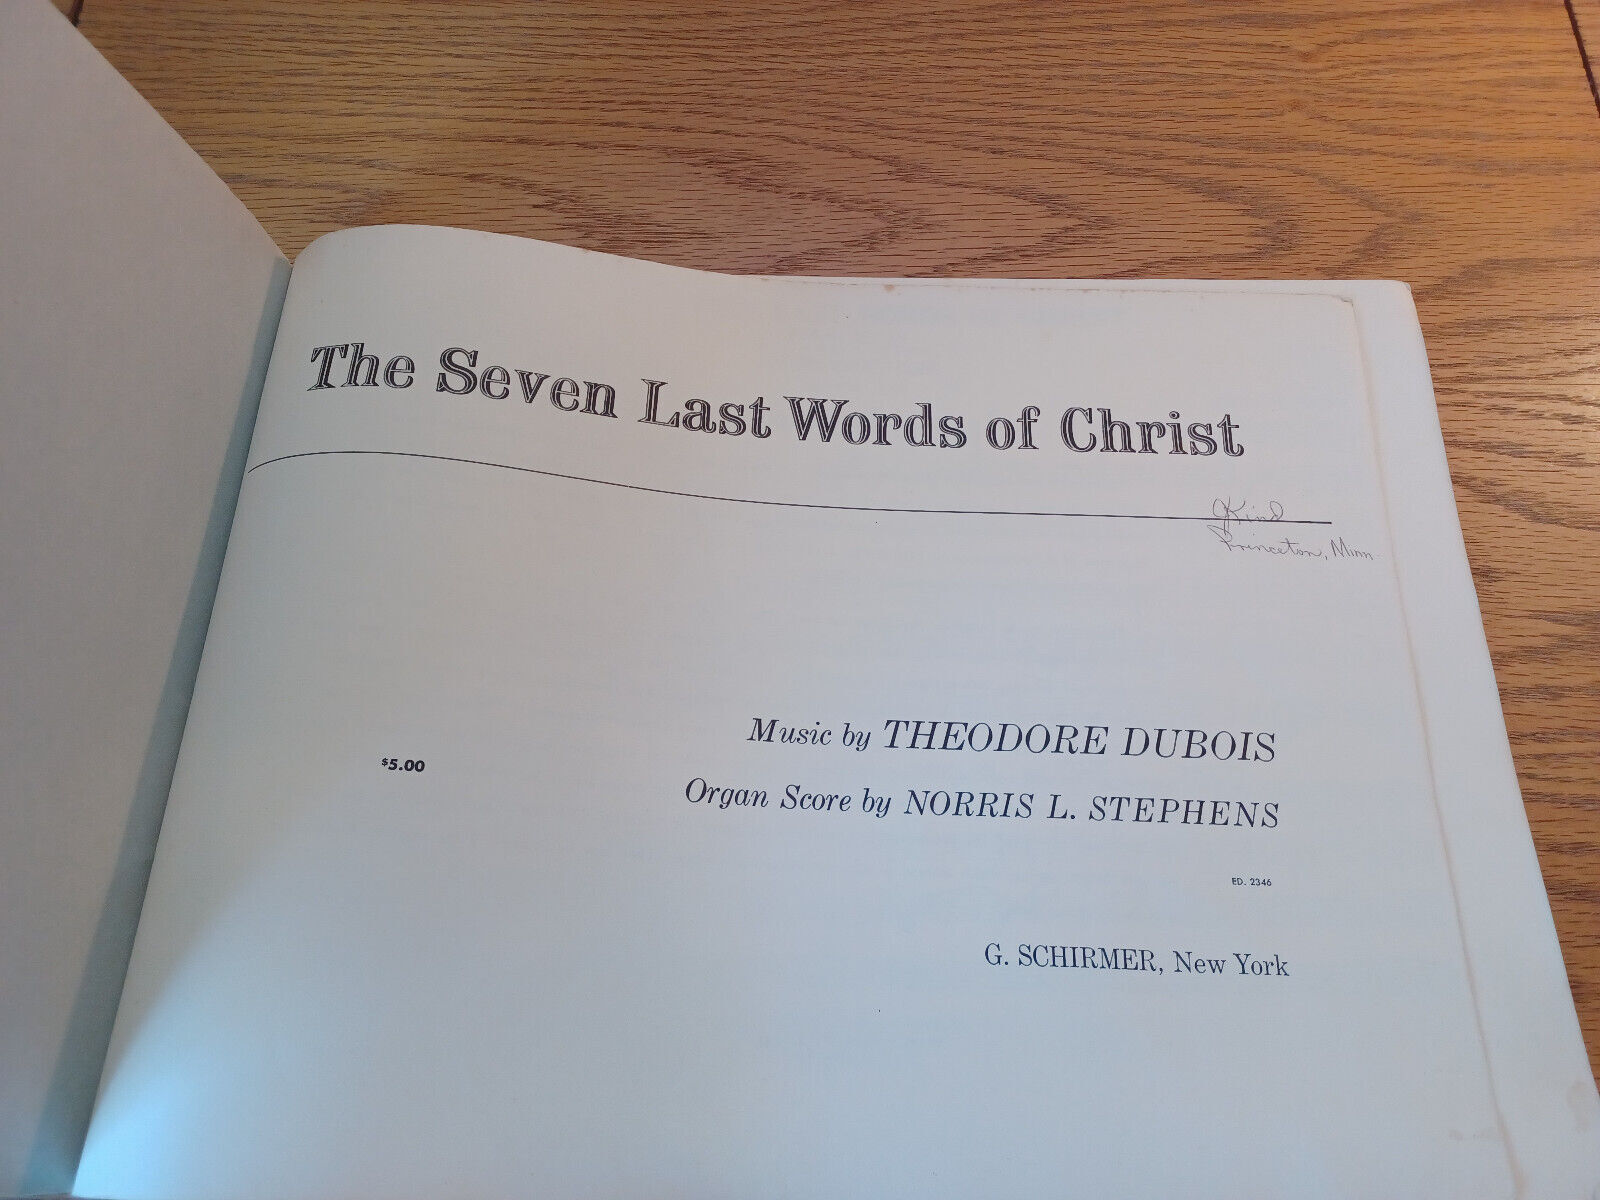 The Seven Last Words of Christ
JKind
Princeton, Minn.
Music by THEODORE DUBOIS
$5.00
Organ Score by NORRIS L. STEPHENS
ED. 2346
G. SCHIRMER, New York